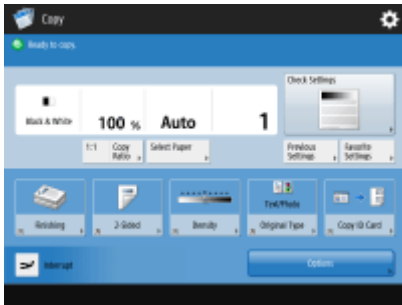 Copy
Ready to copy.
Check Settings
Black & White
100 %
Auto
1
1:1
Copy
Ratio
Select Paper
Previous
Settings
Favorite
Settings
Finishing
2-Sided
Density
Text/Photo
Original Type
Copy ID Card
Interrupt
Options